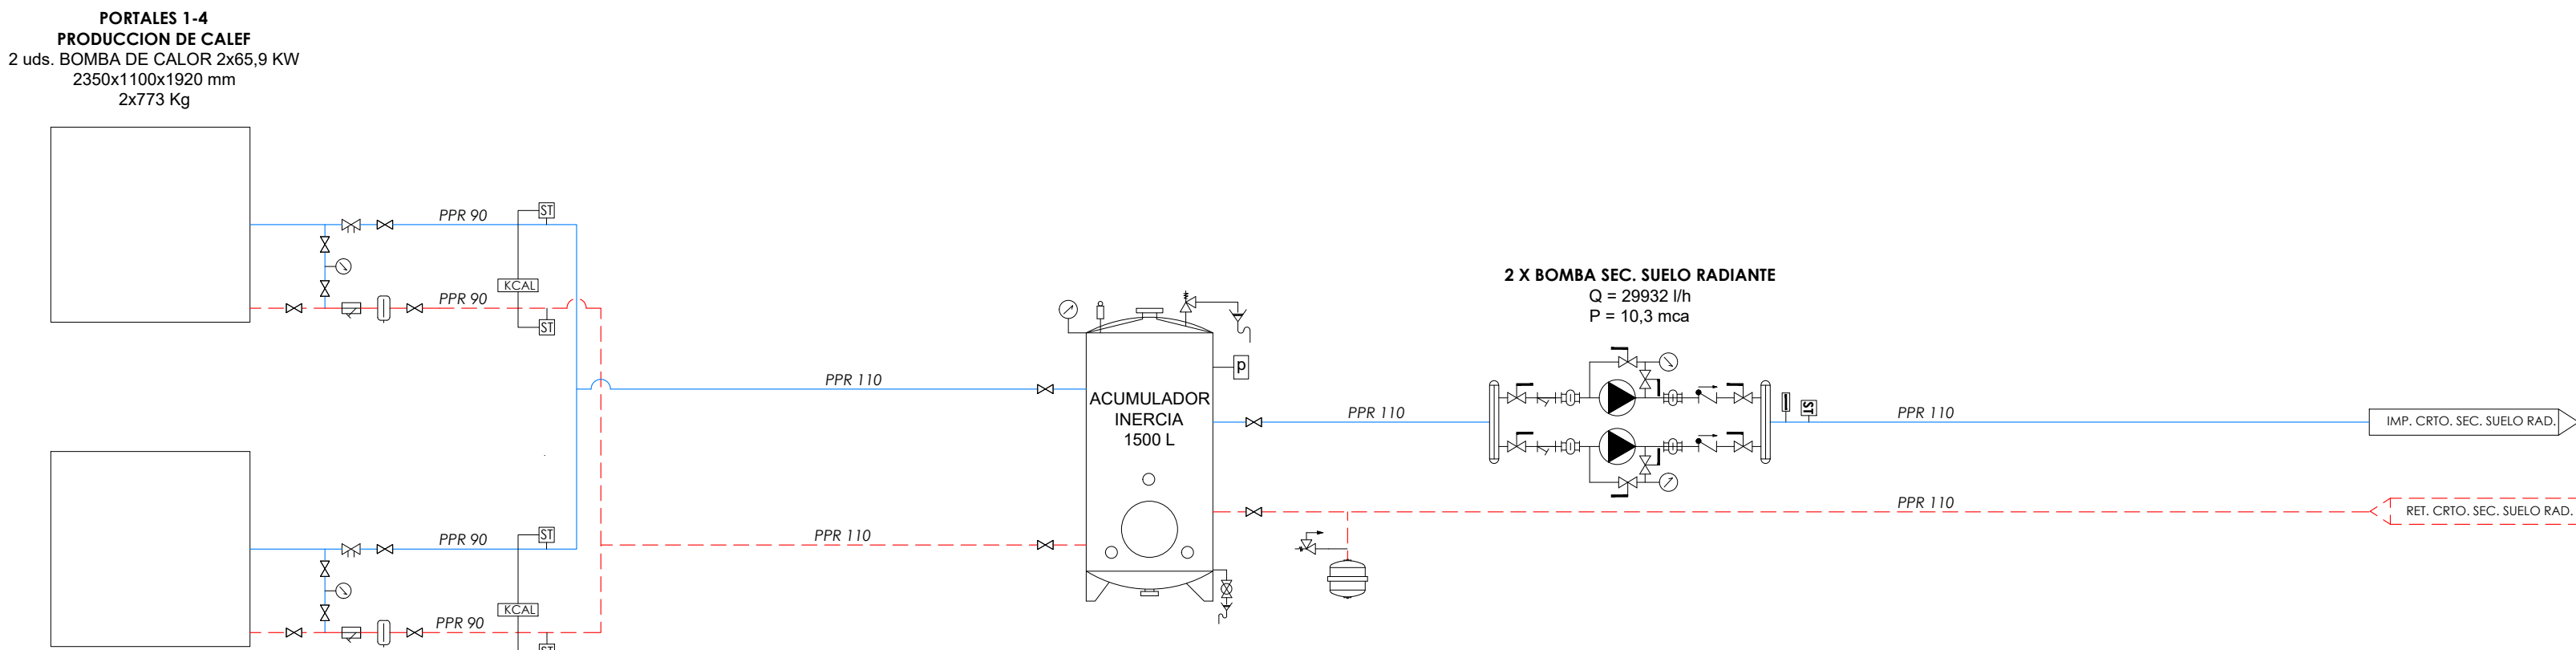 PORTALES 1-4
PRODUCCION DE CALEF
2 uds. BOMBA DE CALOR 2x65,9 KW
2350x1100x1920 mm
2x773 Kg
PPR 90
ST
KCAL
PPR 90
ST
PPR 110
ACUMULADOR
INERCIA
1500 L
p
2 X BOMBA SEC. SUELO RADIANTE
Q = 29932 l/h
P = 10,3 mca
PPR 110
ST
PPR 110
IMP. CRTO. SEC. SUELO RAD.
PPR 110
RET. CRTO. SEC. SUELO RAD.
PPR 110
PPR 90
ST
KCAL
PPR 90
ST